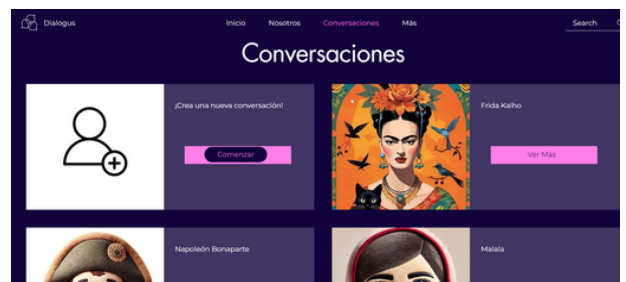 Dialogus
Inicio Nosotros Conversaciones Más
Search
Conversaciones
¡Crea una nueva conversación!
Comenzar
Frida Kalho
Ver Más
Napoleón Bonaparte
Malala